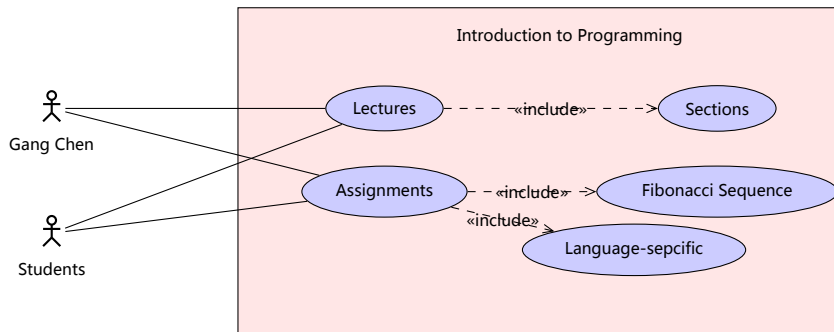 Introduction to Programming
Gang Chen
Lectures
«include»
Sections
Assignments
«include»
Fibonacci Sequence
«include»
Language-sepcific
Students